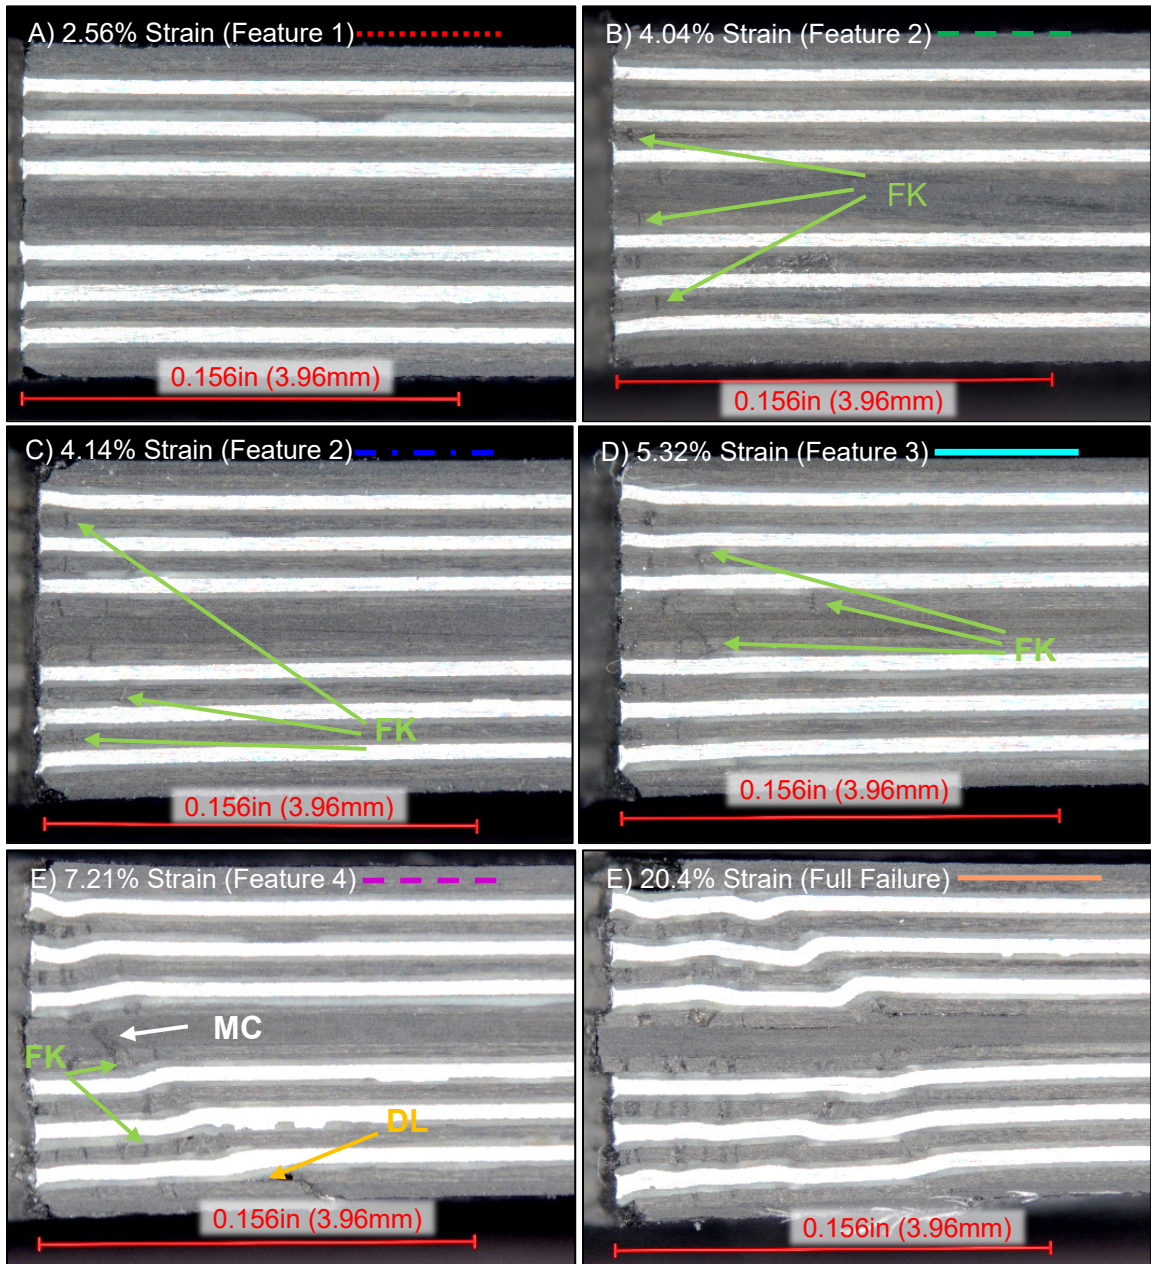 A) 2.56% Strain (Feature 1)
0.156in (3.96mm)
B) 4.04% Strain (Feature 2)
FK
0.156in (3.96mm)
C) 4.14% Strain (Feature 2)
FK
0.156in (3.96mm)
D) 5.32% Strain (Feature 3)
FK
0.156in (3.96mm)
E) 7.21% Strain (Feature 4)
MC
FK
DL
0.156in (3.96mm)
E) 20.4% Strain (Full Failure)
0.156in (3.96mm)